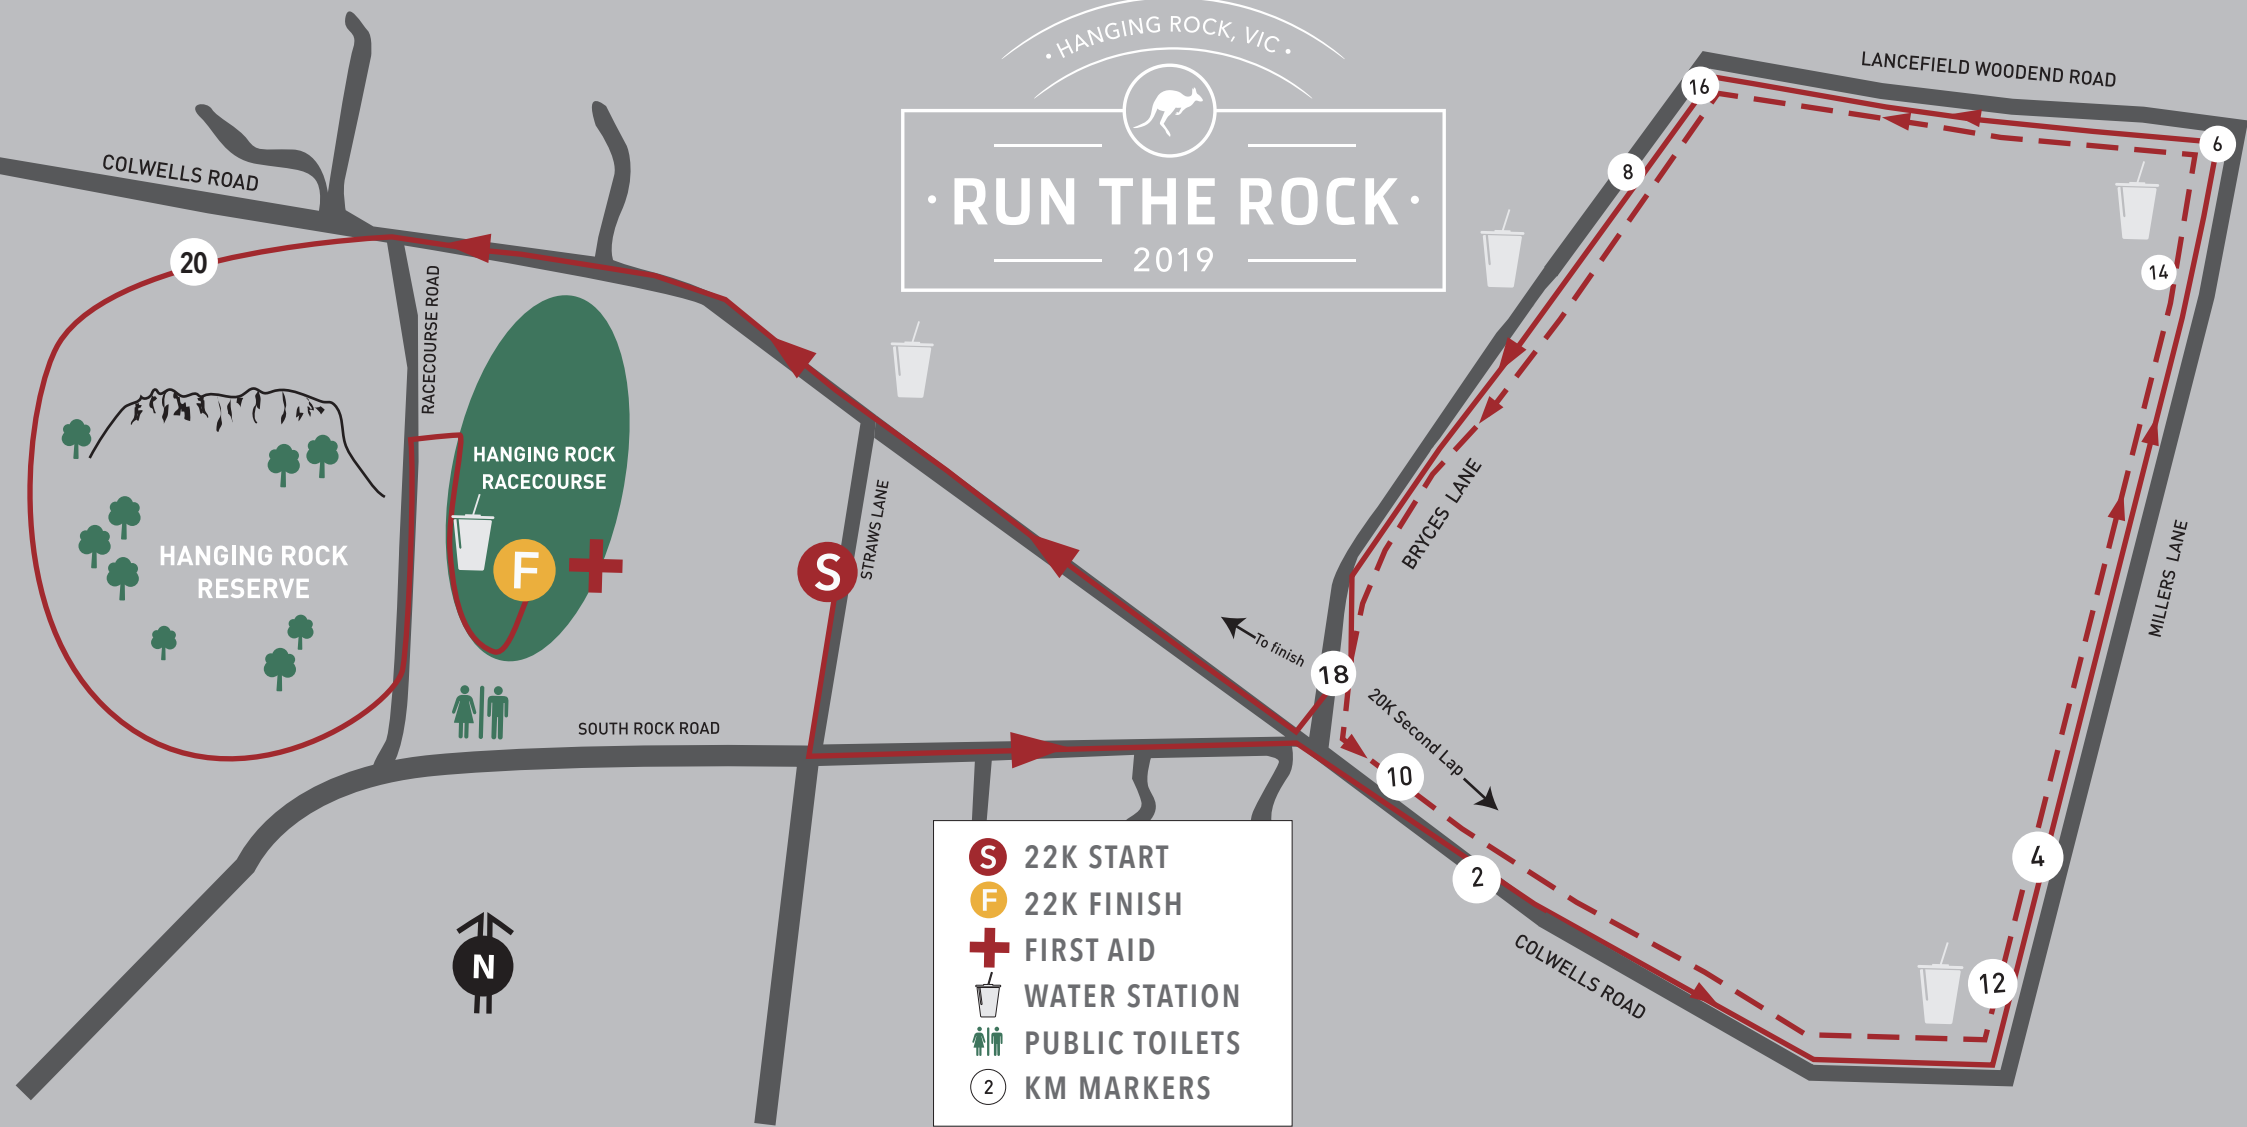 • HANGING ROCK, VIC •
• RUN THE ROCK •
2019
COLWELLS ROAD
LANCEFIELD WOODEND ROAD
16
6
8
20
14
RACECOURSE ROAD
HANGING ROCK
RACECOURSE
STRAWS LANE
BRYCES LANE
MILLERS LANE
HANGING ROCK
RESERVE
F
S
To finish
18
20K Second Lap
SOUTH ROCK ROAD
10
2
4
12
COLWELLS ROAD
N
S 22K START
F 22K FINISH
FIRST AID
WATER STATION
PUBLIC TOILETS
2 KM MARKERS